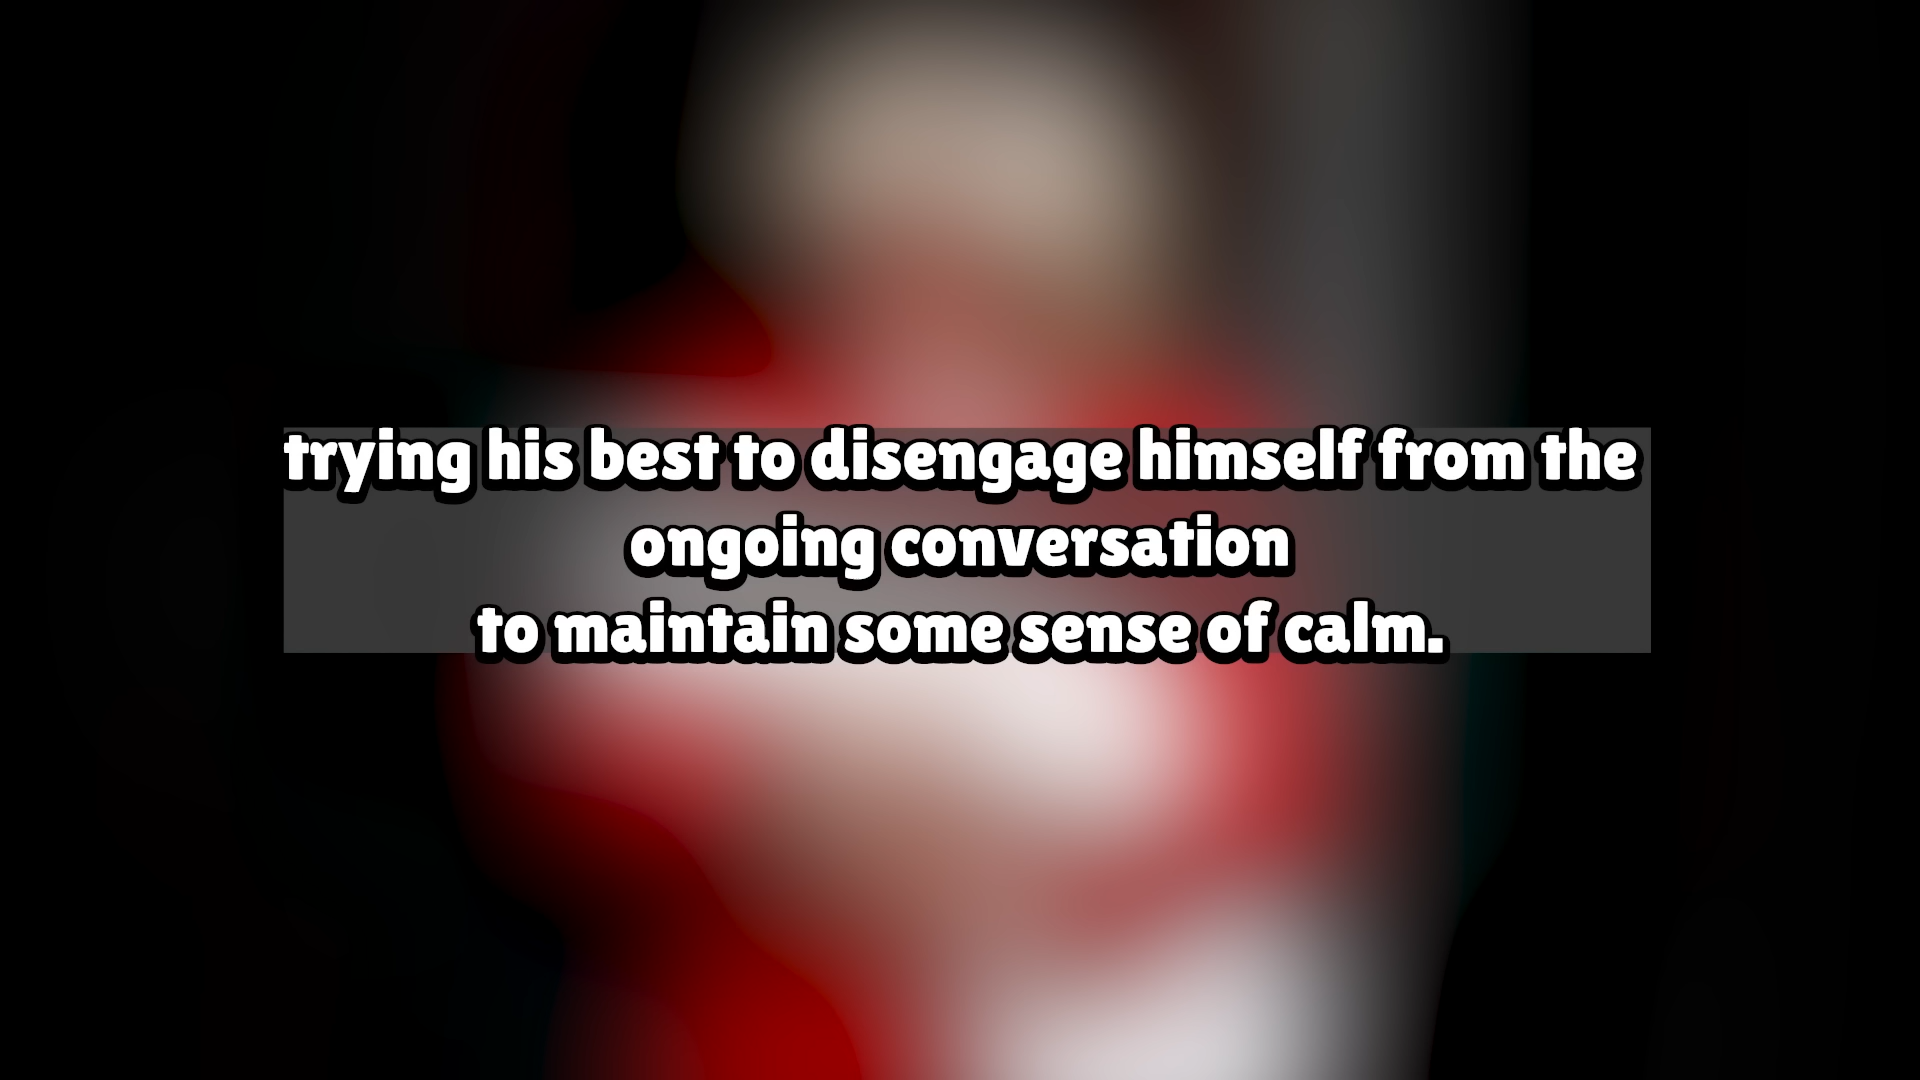 trying his best to disengage himself from the
ongoing conversation
to maintain some sense of calm.